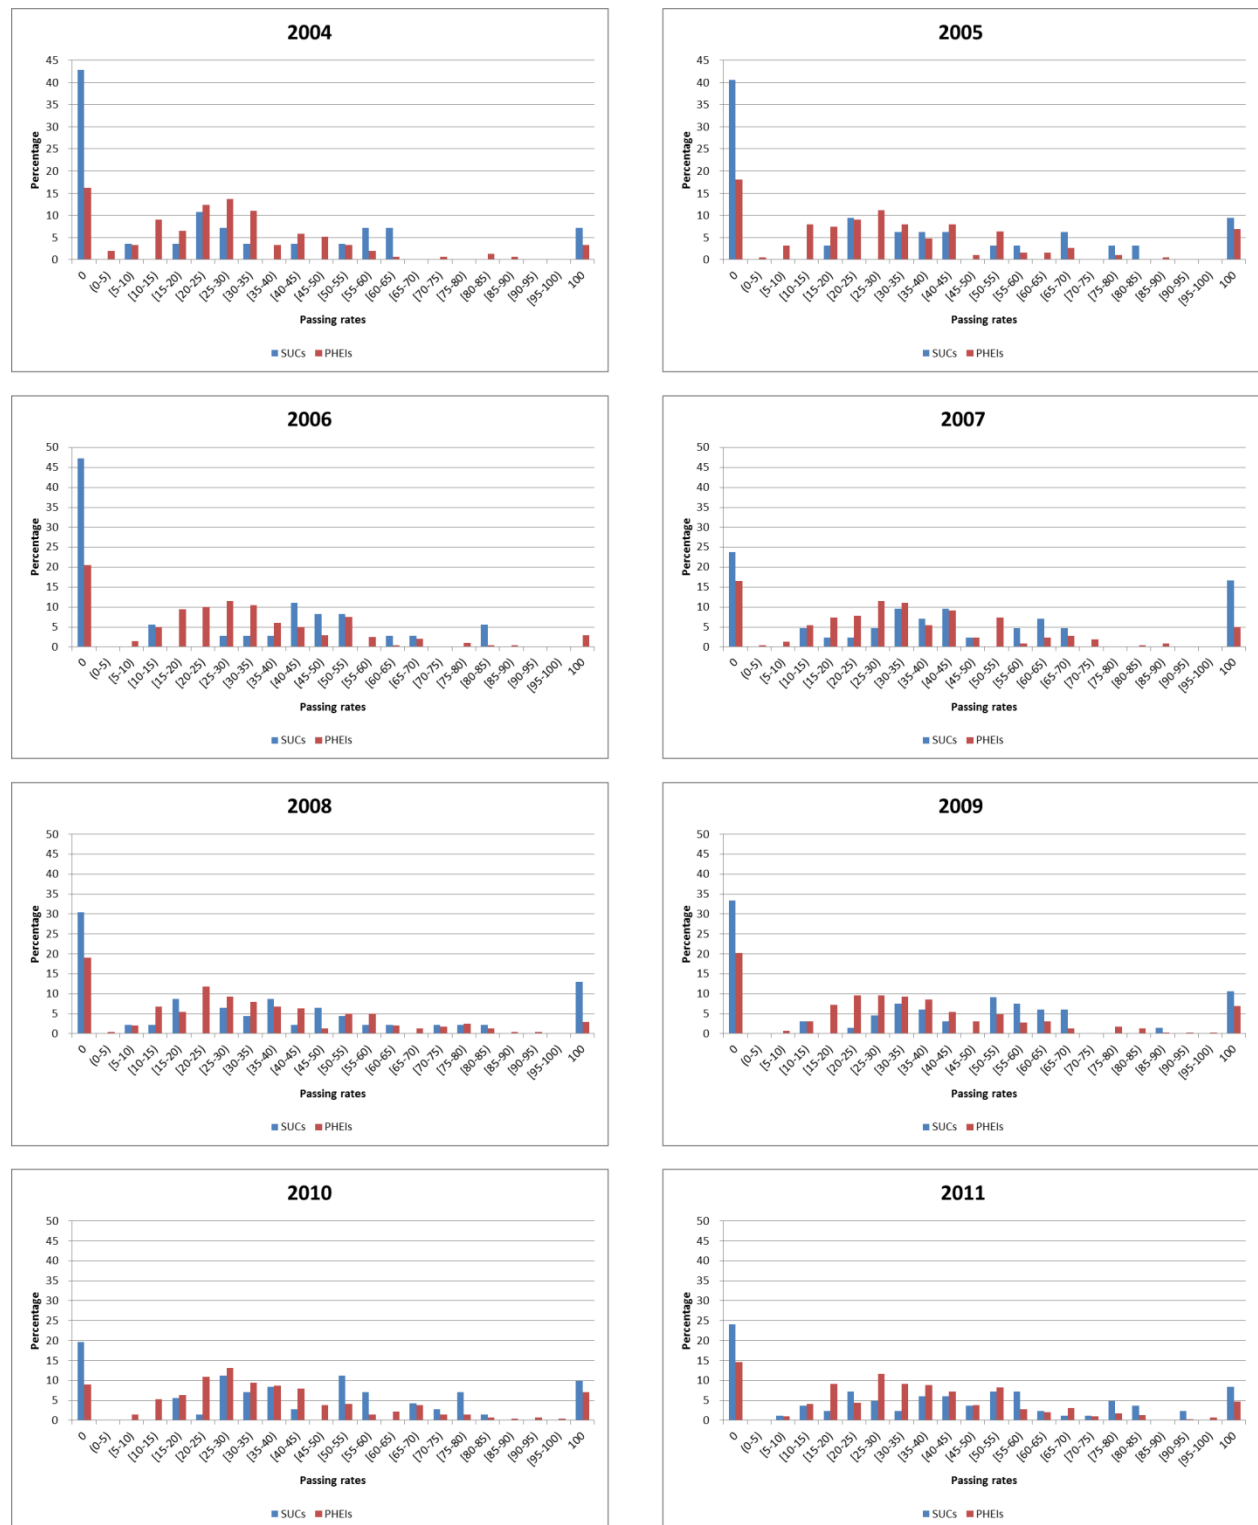 2004
Percentage
45
40
35
30
25
20
15
10
5
0
0 (0-5) [5-10) [10-15) [15-20) [20-25) [25-30) [30-35) [35-40) [40-45) [45-50) [50-55) [55-60) [60-65) [65-70) [70-75) [75-80) [80-85) [85-90) [90-95) [95-100) 100
Passing rates
SUCs PHEIs
2005
Percentage
45
40
35
30
25
20
15
10
5
0
0 (0-5) [5-10) [10-15) [15-20) [20-25) [25-30) [30-35) [35-40) [40-45) [45-50) [50-55) [55-60) [60-65) [65-70) [70-75) [75-80) [80-85) [85-90) [90-95) [95-100) 100
Passing rates
SUCs PHEIs
2006
Percentage
50
45
40
35
30
25
20
15
10
5
0
0 (0-5) [5-10) [10-15) [15-20) [20-25) [25-30) [30-35) [35-40) [40-45) [45-50) [50-55) [55-60) [60-65) [65-70) [70-75) [75-80) [80-85) [85-90) [90-95) [95-100) 100
Passing rates
SUCs PHEIs
2007
Percentage
50
45
40
35
30
25
20
15
10
5
0
0 (0-5) [5-10) [10-15) [15-20) [20-25) [25-30) [30-35) [35-40) [40-45) [45-50) [50-55) [55-60) [60-65) [65-70) [70-75) [75-80) [80-85) [85-90) [90-95) [95-100) 100
Passing rates
SUCs PHEIs
2008
Percentage
50
45
40
35
30
25
20
15
10
5
0
0 (0-5) [5-10) [10-15) [15-20) [20-25) [25-30) [30-35) [35-40) [40-45) [45-50) [50-55) [55-60) [60-65) [65-70) [70-75) [75-80) [80-85) [85-90) [90-95) [95-100) 100
Passing rates
SUCs PHEIs
2009
Percentage
50
45
40
35
30
25
20
15
10
5
0
0 (0-5) [5-10) [10-15) [15-20) [20-25) [25-30) [30-35) [35-40) [40-45) [45-50) [50-55) [55-60) [60-65) [65-70) [70-75) [75-80) [80-85) [85-90) [90-95) [95-100) 100
Passing rates
SUCs PHEIs
2010
Percentage
50
45
40
35
30
25
20
15
10
5
0
0 (0-5) [5-10) [10-15) [15-20) [20-25) [25-30) [30-35) [35-40) [40-45) [45-50) [50-55) [55-60) [60-65) [65-70) [70-75) [75-80) [80-85) [85-90) [90-95) [95-100) 100
Passing rates
SUCs PHEIs
2011
Percentage
50
45
40
35
30
25
20
15
10
5
0
0 (0-5) [5-10) [10-15) [15-20) [20-25) [25-30) [30-35) [35-40) [40-45) [45-50) [50-55) [55-60) [60-65) [65-70) [70-75) [75-80) [80-85) [85-90) [90-95) [95-100) 100
Passing rates
SUCs PHEIs